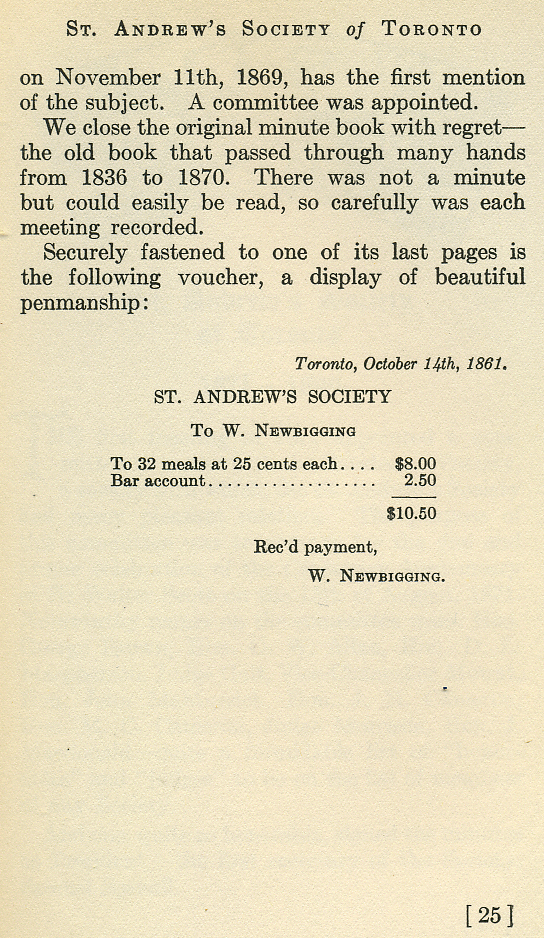 St. Andrew's Society of Toronto
on November 11th, 1869, has the first mention
of the subject. A committee was appointed.
We close the original minute book with regret—
the old book that passed through many hands
from 1836 to 1870. There was not a minute
but could easily be read, so carefully was each
meeting recorded.
Securely fastened to one of its last pages is
the following voucher, a display of beautiful
penmanship:
Toronto, October 14th, 1861.
ST. ANDREW'S SOCIETY
To W. Newbigging
To 32 meals at 25 cents each.... $8.00
Bar account................... 2.50
$10.50
Rec'd payment,
W. Newbigging.
[ 25 ]